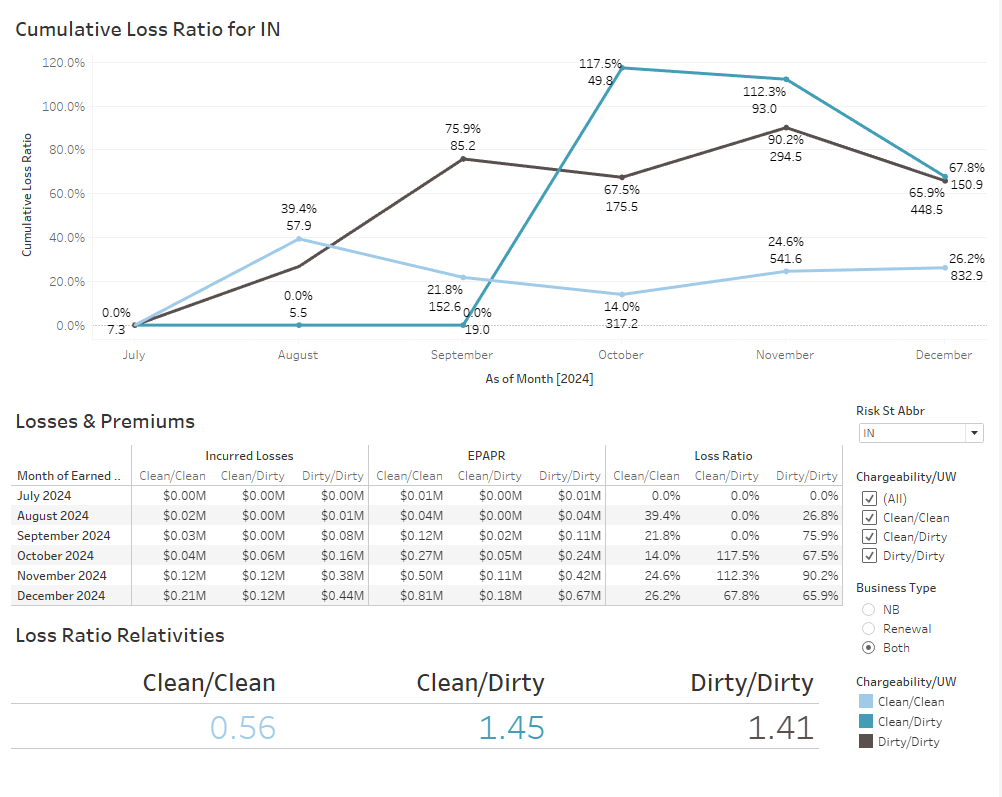 Cumulative Loss Ratio for IN
120.0%
100.0%
80.0%
60.0%
40.0%
20.0%
0.0%
Cumulative Loss Ratio
0.0%
7.3
39.4%
57.9
0.0%
5.5
75.9%
85.2
21.8%
152.6
0.0%
19.0
117.5%
49.8
67.5%
175.5
14.0%
317.2
112.3%
93.0
90.2%
294.5
24.6%
541.6
67.8%
150.9
65.9%
448.5
26.2%
832.9
July August September October November December
As of Month [2024]
Losses & Premiums
Incurred Losses EPAPR Loss Ratio
Month of Earned .. Clean/Clean Clean/Dirty Dirty/Dirty Clean/Clean Clean/Dirty Dirty/Dirty Clean/Clean Clean/Dirty Dirty/Dirty
July 2024 $0.00M $0.00M $0.00M $0.01M $0.00M $0.01M 0.0% 0.0% 0.0%
August 2024 $0.02M $0.00M $0.01M $0.04M $0.00M $0.04M 39.4% 0.0% 26.8%
September 2024 $0.03M $0.00M $0.08M $0.12M $0.02M $0.11M 21.8% 0.0% 75.9%
October 2024 $0.04M $0.06M $0.16M $0.27M $0.05M $0.24M 14.0% 117.5% 67.5%
November 2024 $0.12M $0.12M $0.38M $0.50M $0.11M $0.42M 24.6% 112.3% 90.2%
December 2024 $0.21M $0.12M $0.44M $0.81M $0.18M $0.67M 26.2% 67.8% 65.9%
Loss Ratio Relativities
Clean/Clean Clean/Dirty Dirty/Dirty
0.56 1.45 1.41
Risk St Abbr
IN
Chargeability/UW
(All)
Clean/Clean
Clean/Dirty
Dirty/Dirty
Business Type
NB
Renewal
Both
Chargeability/UW
Clean/Clean
Clean/Dirty
Dirty/Dirty